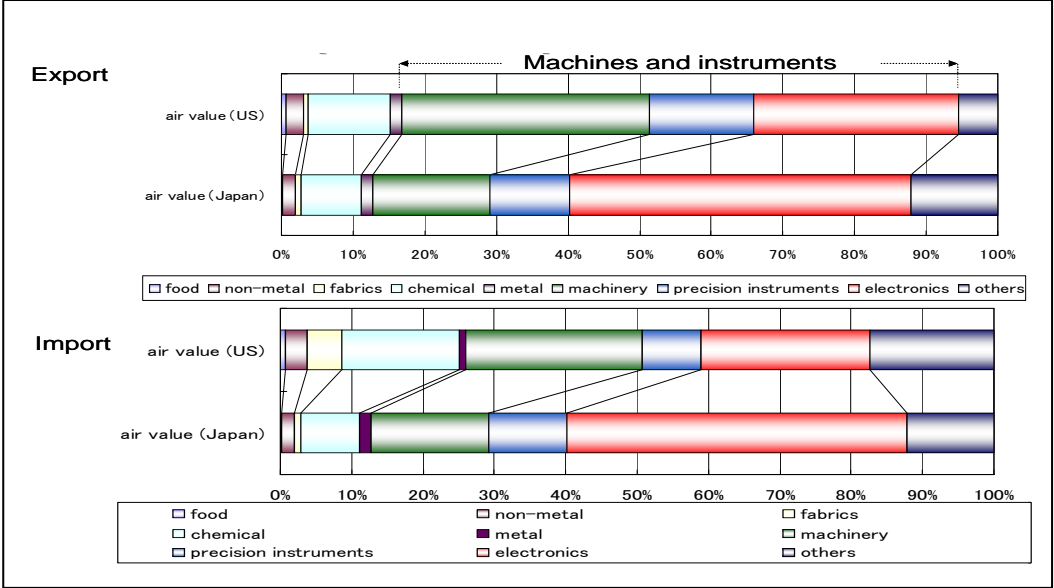 Machines and instruments
Export
air value (US)
air value (Japan)
0% 10% 20% 30% 40% 50% 60% 70% 80% 90% 100%
food non-metal fabrics chemical metal machinery precision instruments electronics others
Import
air value (US)
air value (Japan)
0% 10% 20% 30% 40% 50% 60% 70% 80% 90% 100%
food non-metal fabrics
chemical metal machinery
precision instruments electronics others